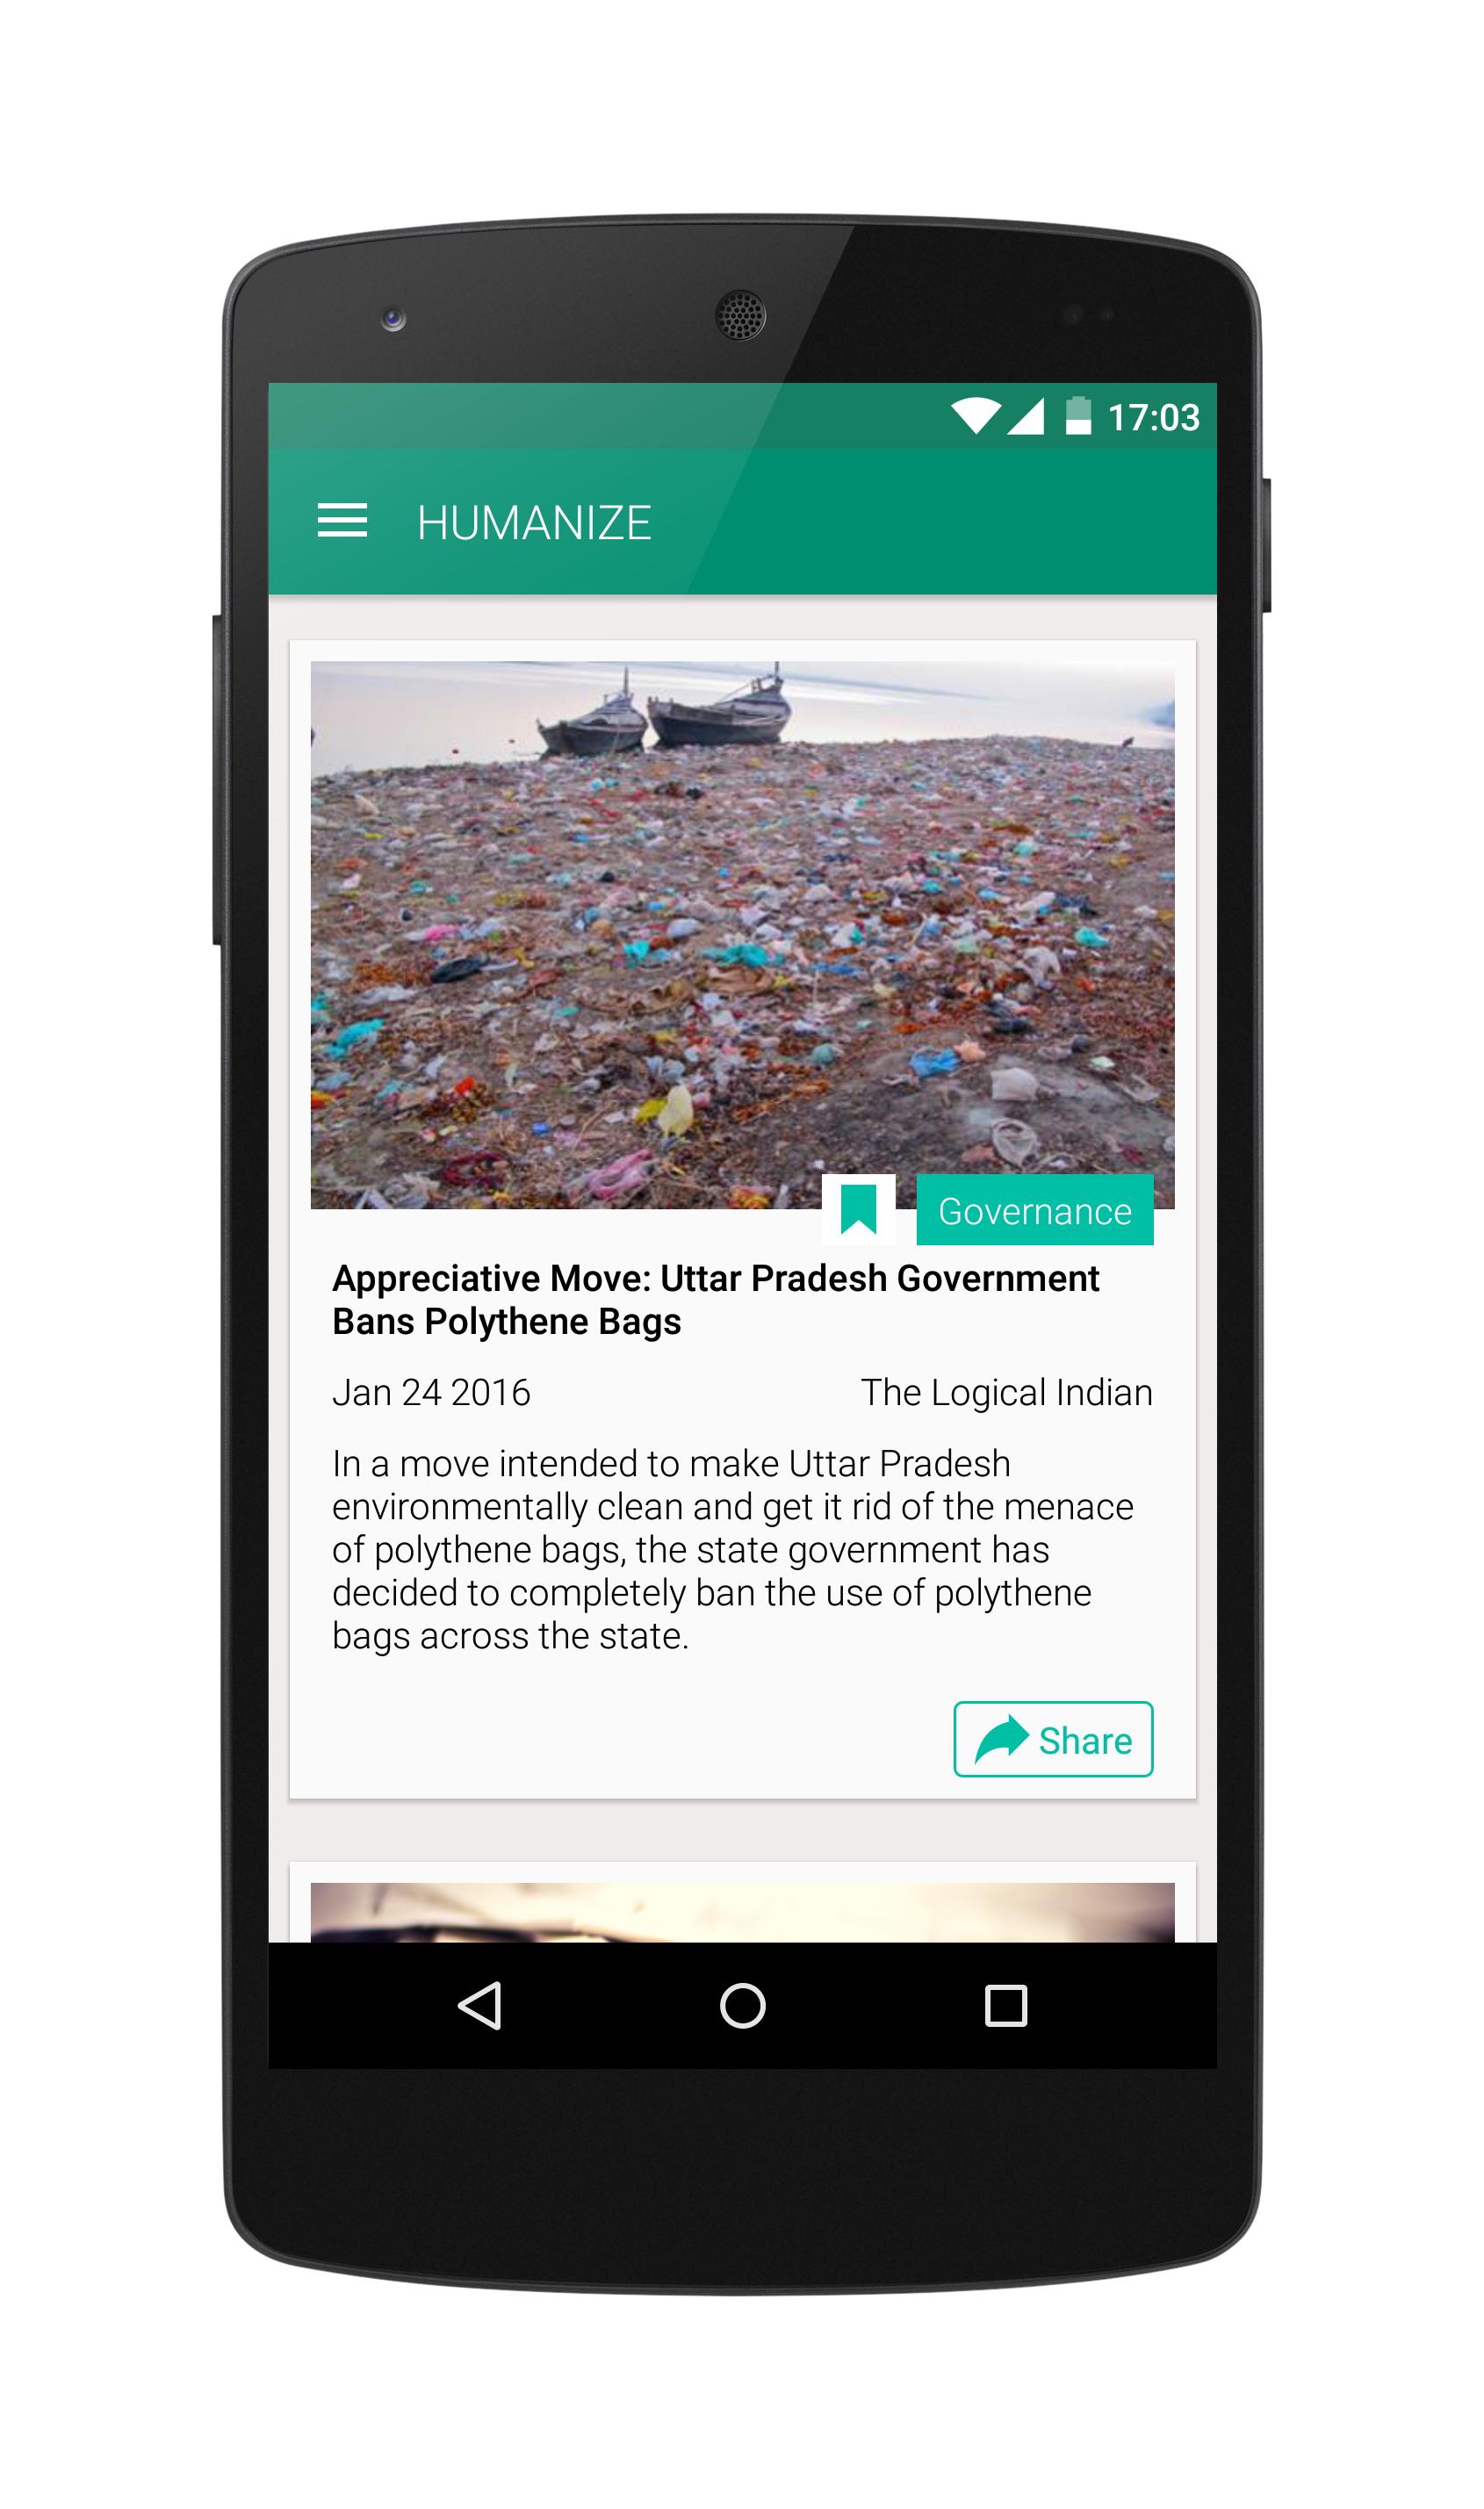 17:03
HUMANIZE
Governance
Appreciative Move: Uttar Pradesh Government
Bans Polythene Bags
Jan 24 2016
The Logical Indian
In a move intended to make Uttar Pradesh
environmentally clean and get it rid of the menace
of polythene bags, the state government has
decided to completely ban the use of polythene
bags across the state.
Share